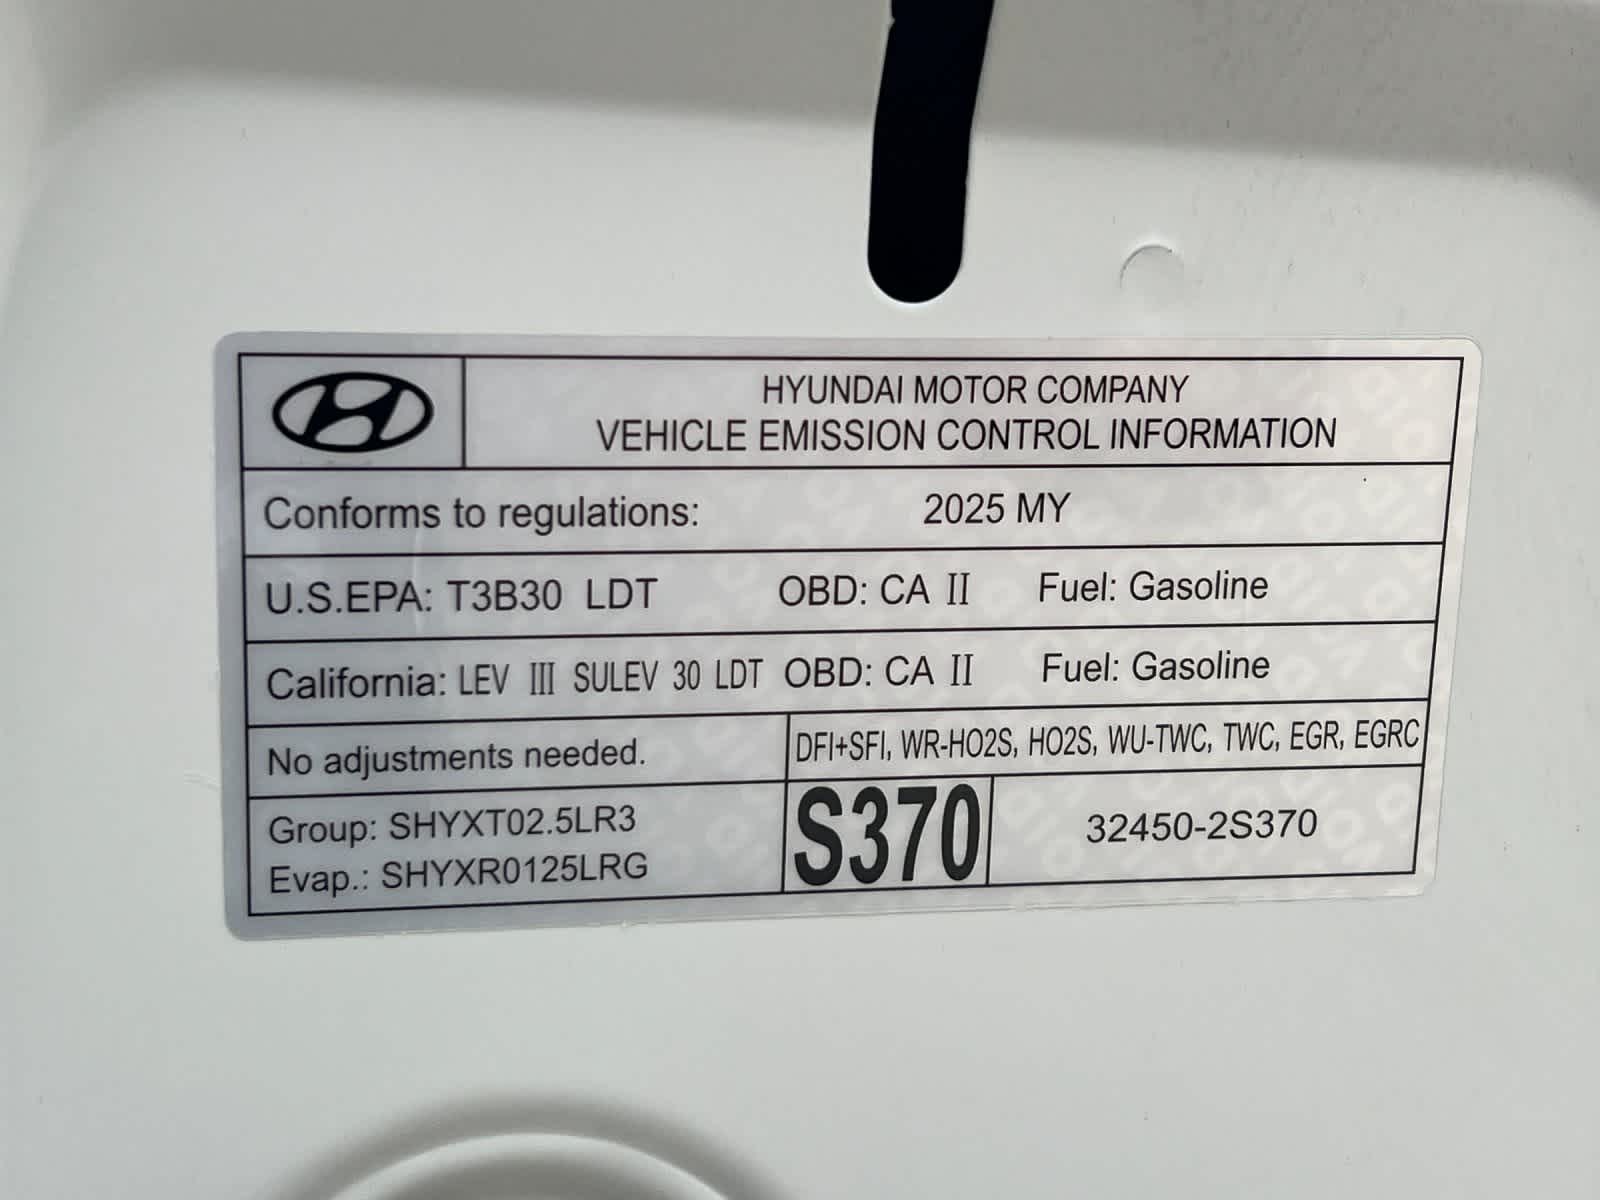 HYUNDAI MOTOR COMPANY
VEHICLE EMISSION CONTROL INFORMATION
Conforms to regulations: 2025 MY
U.S.EPA: T3B30 LDT OBD: CA II Fuel: Gasoline
California: LEV III SULEV 30 LDT OBD: CA II Fuel: Gasoline
No adjustments needed.
DFI+SFI, WR-HO2S, HO2S, WU-TWC, TWC, EGR, EGRC
Group: SHYXT02.5LR3
Evap.: SHYXR0125LRG
S370
32450-2S370